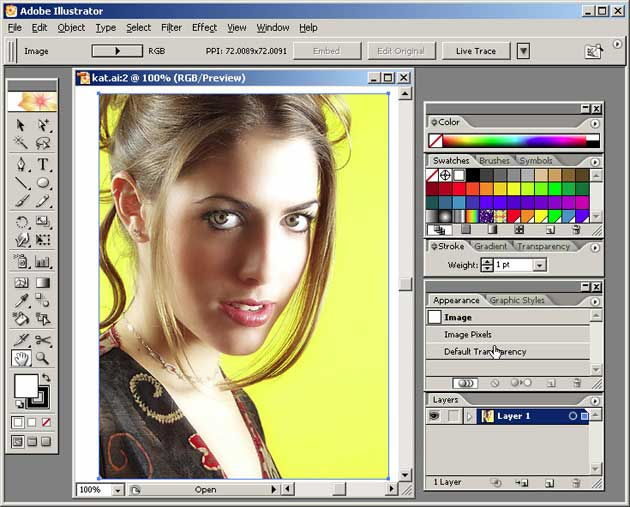 Adobe Illustrator
File Edit Object Type Select Filter Effect View Window Help
Image RGB PPI: 72.0089x72.0091 Embed Edit Original Live Trace
kat.ai:2 @ 100% (RGB/Preview)
Color
Swatches Brushes Symbols
Stroke Gradient Transparency
Weight: 1 pt
Appearance Graphic Styles
Image
Image Pixels
Default Transparency
Layers
Layer 1
1 Layer
100% Open